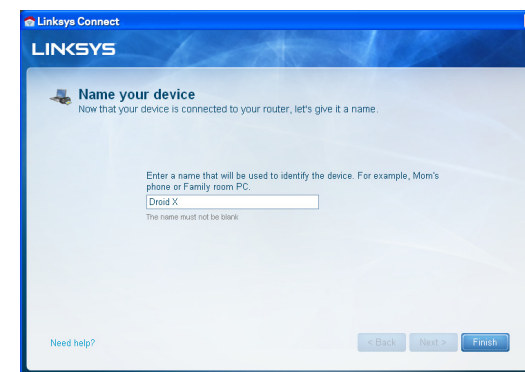 Linksys Connect
LINKSYS
Name your device
Now that your device is connected to your router, let's give it a name.
Enter a name that will be used to identify the device. For example, Mom's
phone or Family room PC.
Droid X
The name must not be blank
Need help?
< Back
Next >
Finish